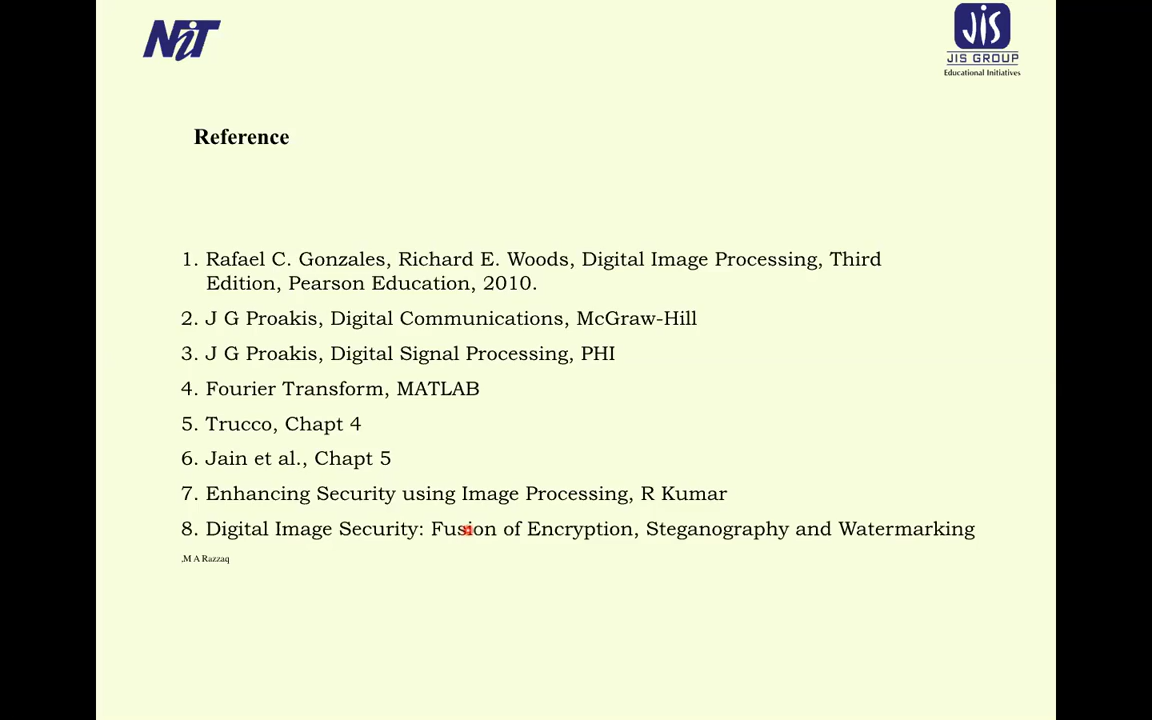 NiT
JiS
JIS GROUP
Educational Initiatives
Reference
1. Rafael C. Gonzales, Richard E. Woods, Digital Image Processing, Third
Edition, Pearson Education, 2010.
2. J G Proakis, Digital Communications, McGraw-Hill
3. J G Proakis, Digital Signal Processing, PHI
4. Fourier Transform, MATLAB
5. Trucco, Chapt 4
6. Jain et al., Chapt 5
7. Enhancing Security using Image Processing, R Kumar
8. Digital Image Security: Fusion of Encryption, Steganography and Watermarking
,M A Razzaq